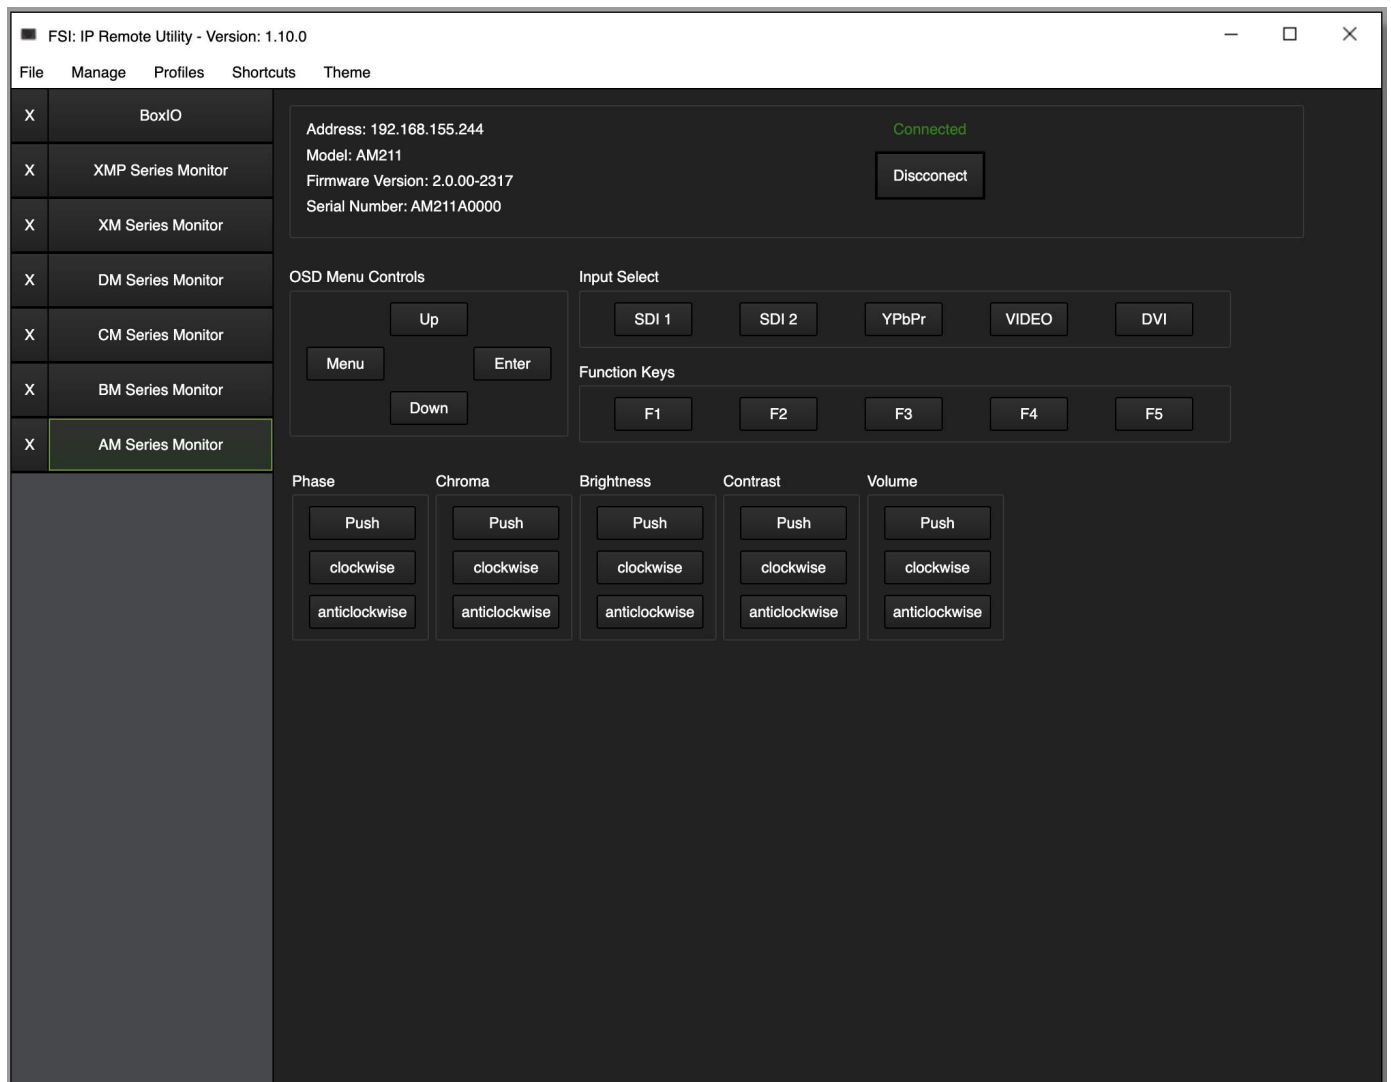 FSI: IP Remote Utility - Version: 1.10.0
File Manage Profiles Shortcuts Theme
X BoxIO
X XMP Series Monitor
X XM Series Monitor
X DM Series Monitor
X CM Series Monitor
X BM Series Monitor
X AM Series Monitor
Address: 192.168.155.244
Model: AM211
Firmware Version: 2.0.00-2317
Serial Number: AM211A0000
Connected
Discconect
OSD Menu Controls
Up
Menu Enter
Down
Input Select
SDI 1 SDI 2 YPbPr VIDEO DVI
Function Keys
F1 F2 F3 F4 F5
Phase Chroma Brightness Contrast Volume
Push Push Push Push Push
clockwise clockwise clockwise clockwise clockwise
anticlockwise anticlockwise anticlockwise anticlockwise anticlockwise